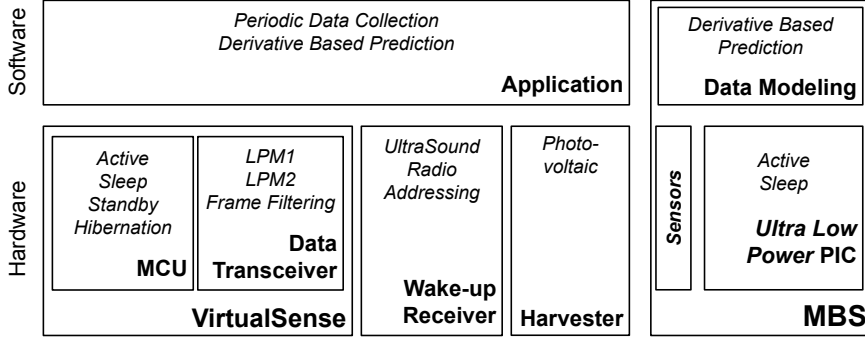 Software
Periodic Data Collection
Derivative Based Prediction
Application
Derivative Based
Prediction
Data Modeling
Hardware
Active
Sleep
Standby
Hibernation
MCU
LPM1
LPM2
Frame Filtering
Data
Transceiver
VirtualSense
UltraSound
Radio
Addressing
Wake-up
Receiver
Photo-
voltaic
Harvester
Sensors
Active
Sleep
Ultra Low
Power PIC
MBS